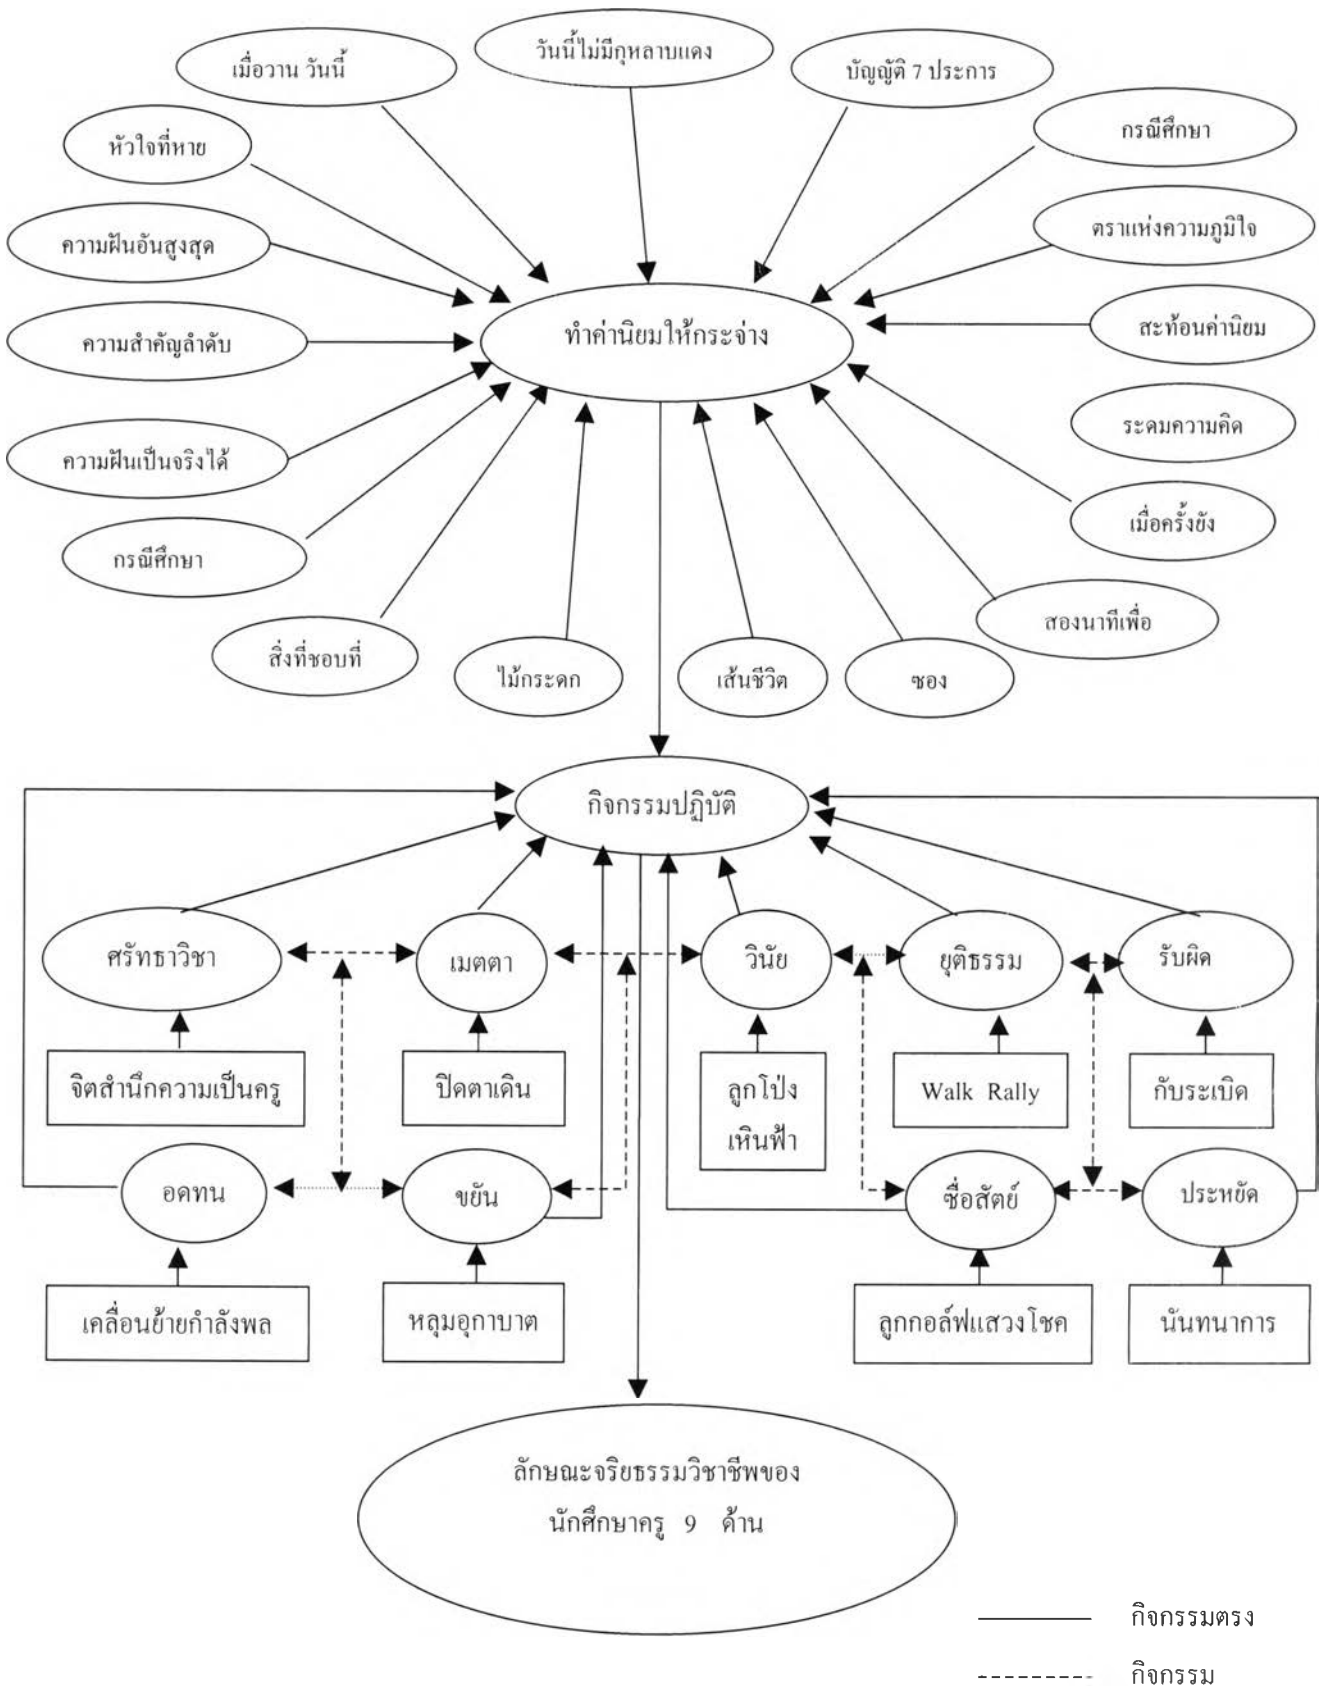 วันนี้ไม่มีกุหลาบแดง
เมื่อวาน วันนี้
บัญญัติ 7 ประการ
กรณีศึกษา
หัวใจที่หาย
ความฝันอันสูงสุด
ตราแห่งความภูมิใจ
ความสำคัญลำดับ
ทำค่านิยมให้กระจ่าง
สะท้อนค่านิยม
ระดมความคิด
ความฝันเป็นจริงได้
เมื่อครั้งยัง
กรณีศึกษา
สองนาทีเพื่อ
สิ่งที่ชอบที่
ไม้กระดก
เส้นชีวิต
ซอง
กิจกรรมปฏิบัติ
ศรัทธาวิชา
เมตตา
วินัย
ยุติธรรม
รับผิด
จิตสำนึกความเป็นครู
ปิดตาเดิน
ลูกโป่ง
เหินฟ้า
Walk Rally
กับระเบิด
อดทน
ขยัน
ซื่อสัตย์
ประหยัด
เคลื่อนย้ายกำลังพล
หลุมอุกาบาต
ลูกกอล์ฟแสวงโชค
นันทนาการ
ลักษณะจริยธรรมวิชาชีพของ
นักศึกษาครู 9 ด้าน
กิจกรรมตรง
กิจกรรม